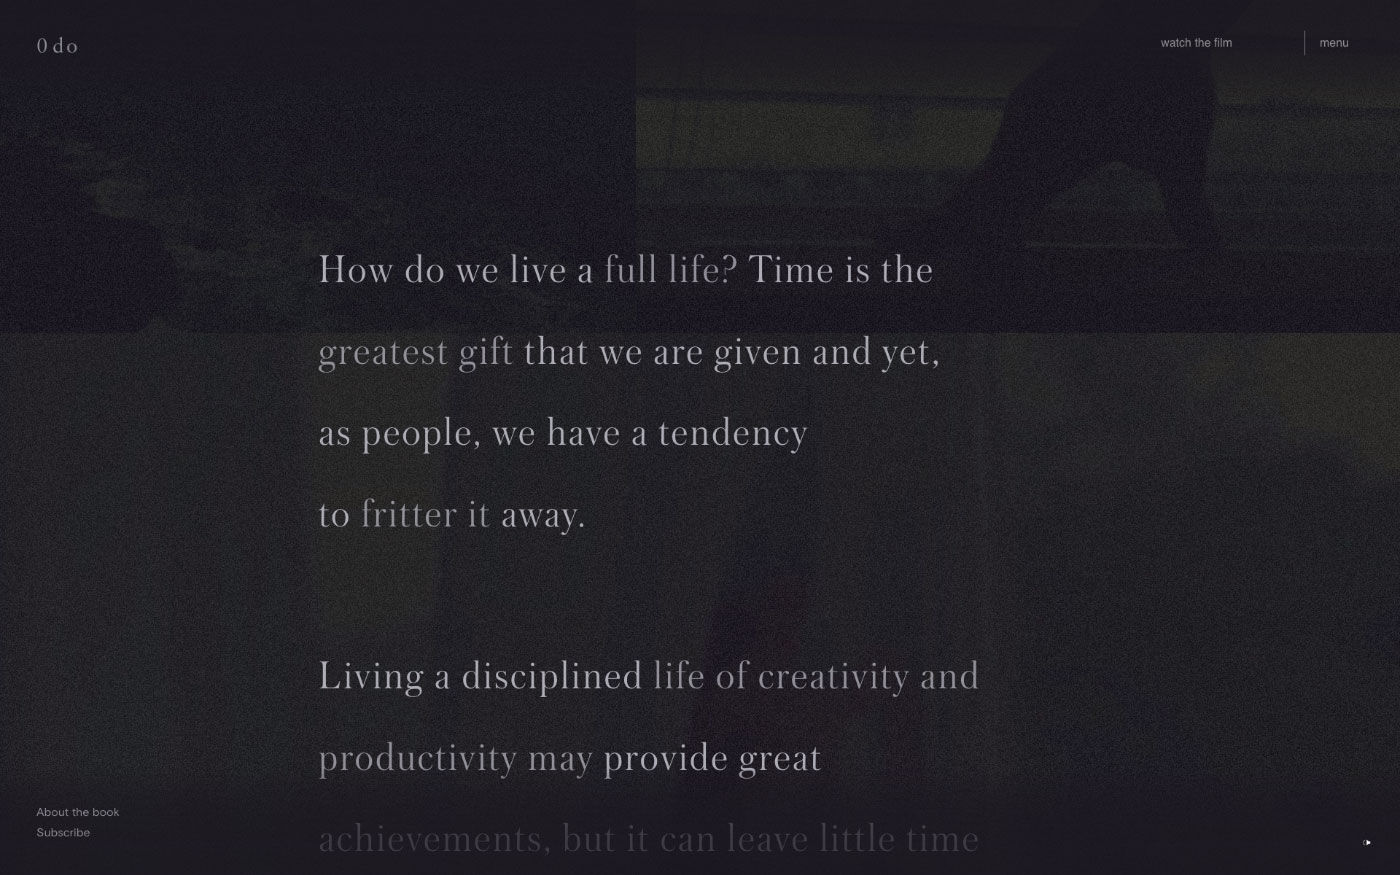 0 do
watch the film
menu
How do we live a full life? Time is the
greatest gift that we are given and yet,
as people, we have a tendency
to fritter it away.
Living a disciplined life of creativity and
productivity may provide great
achievements, but it can leave little time
About the book
Subscribe